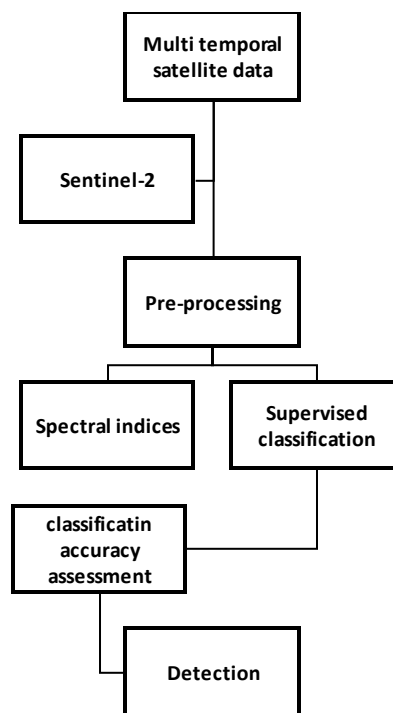 Multi temporal
satellite data
Sentinel-2
Pre-processing
Spectral indices
Supervised
classification
classificatin
accuracy
assessment
Detection